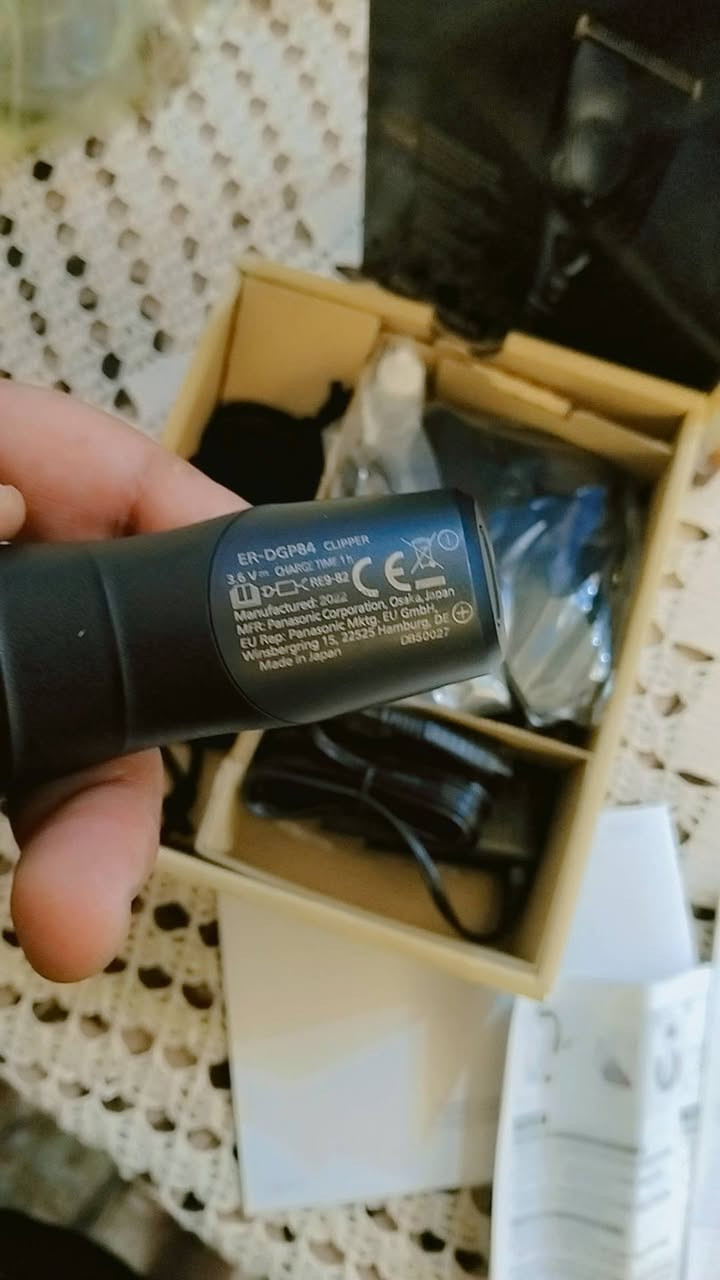 ER-DGP84 CLIPPER
3.6 V⎓ CHARGE TIME 1h
RE9-82 CE
Manufactured: 2022
MFR: Panasonic Corporation, Osaka, Japan
EU Rep: Panasonic Mktg. EU GmbH,
Winsbergring 15, 22525 Hamburg, DE
Made in Japan DB50027